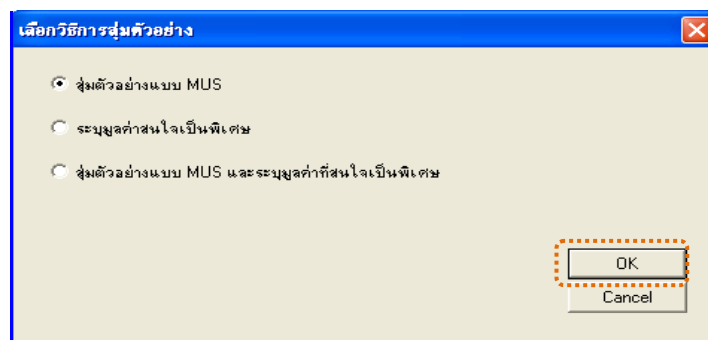 เลือกวิธีการสุ่มตัวอย่าง
สุ่มตัวอย่างแบบ MUS
ระบุมูลค่าสนใจเป็นพิเศษ
สุ่มตัวอย่างแบบ MUS และระบุมูลค่าที่สนใจเป็นพิเศษ
OK
Cancel